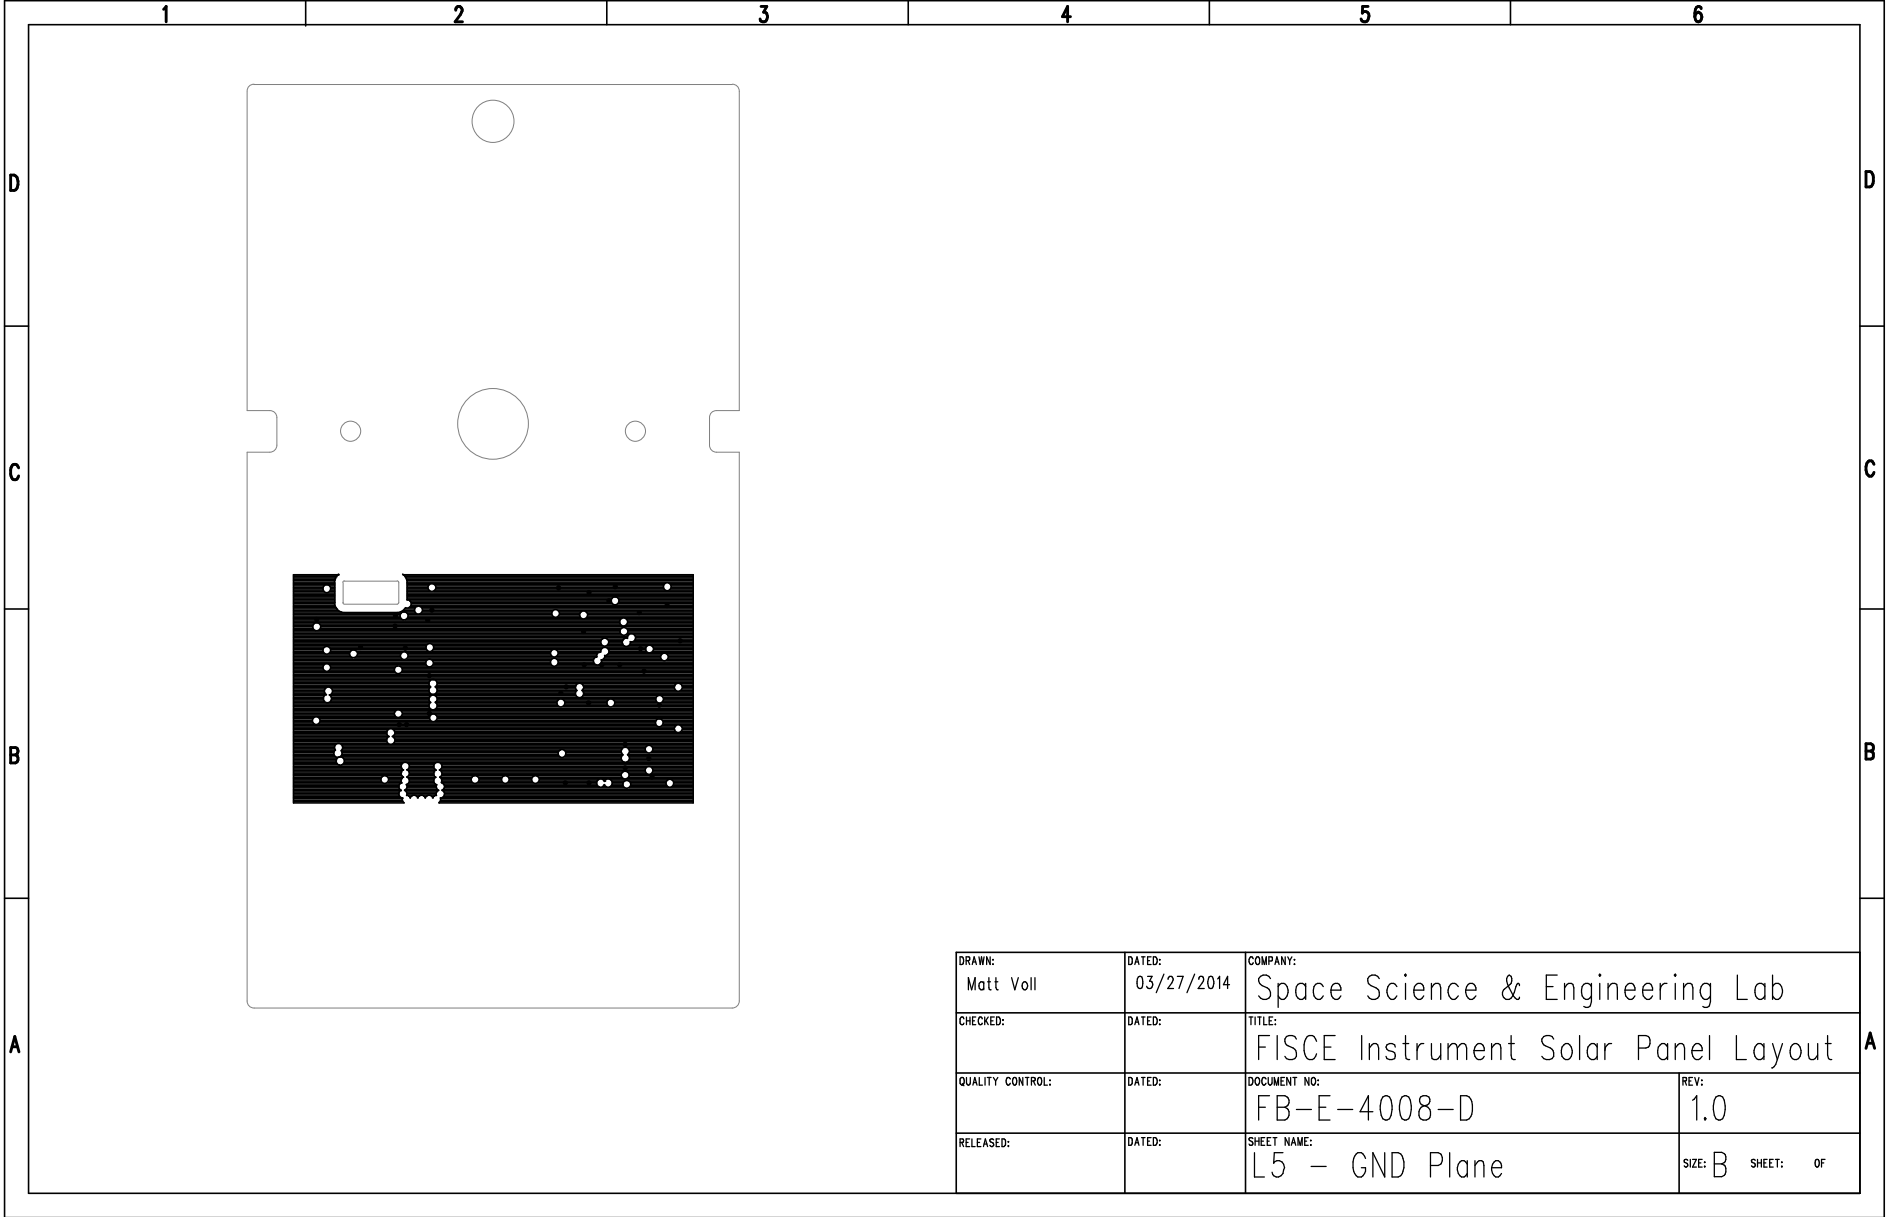 1 2 3 4 5 6
D D
C C
B B
A A
DRAWN: DATED: COMPANY:
Matt Voll 03/27/2014 Space Science & Engineering Lab
CHECKED: DATED: TITLE:
FISCE Instrument Solar Panel Layout
QUALITY CONTROL: DATED: DOCUMENT NO: REV:
FB-E-4008-D 1.0
RELEASED: DATED: SHEET NAME:
L5 - GND Plane SIZE: B SHEET: OF